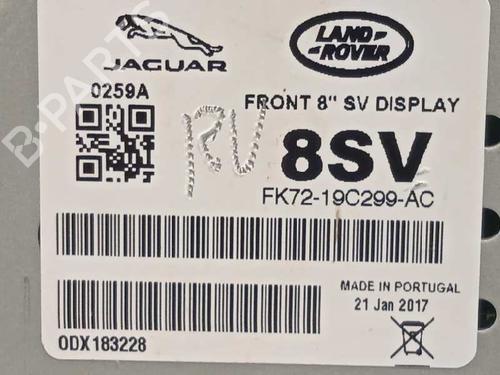 JAGUAR
LAND ROVER
0259A
FRONT 8" SV DISPLAY
RV
8SV
FK72-19C299-AC
MADE IN PORTUGAL
21 Jan 2017
ODX183228
B-PARTS